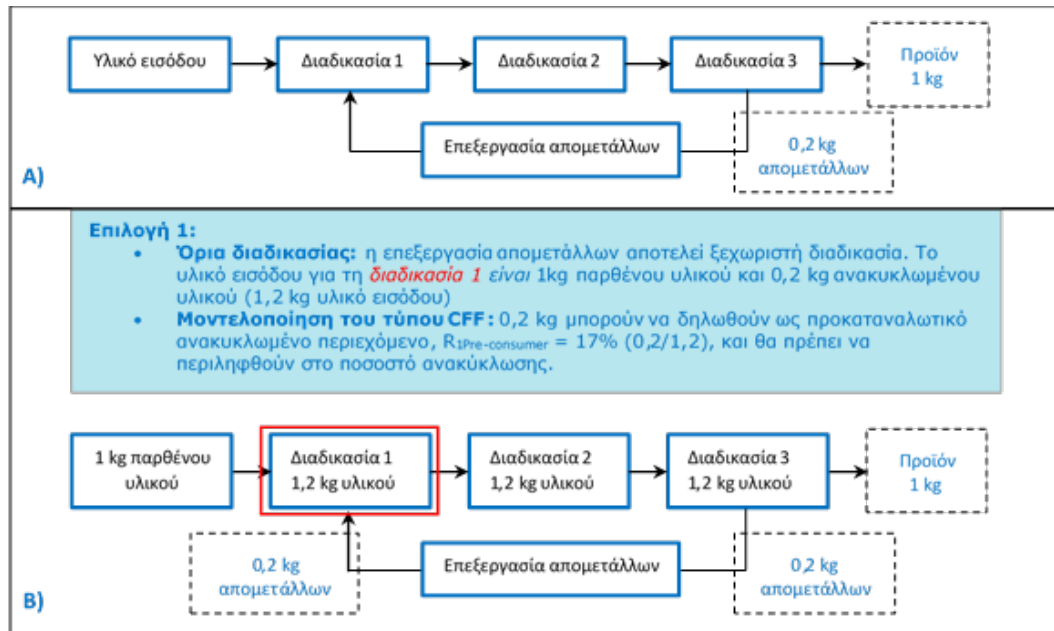 Υλικό εισόδου
Διαδικασία 1
Διαδικασία 2
Διαδικασία 3
Προϊόν
1 kg
Επεξεργασία απομετάλλων
0,2 kg
απομετάλλων
A)
Επιλογή 1:
• Όρια διαδικασίας: η επεξεργασία απομετάλλων αποτελεί ξεχωριστή διαδικασία. Το
υλικό εισόδου για τη διαδικασία 1 είναι 1kg παρθένου υλικού και 0,2 kg ανακυκλωμένου
υλικού (1,2 kg υλικό εισόδου)
• Μοντελοποίηση του τύπου CFF: 0,2 kg μπορούν να δηλωθούν ως προκαταναλωτικό
ανακυκλωμένο περιεχόμενο, R1Pre-consumer = 17% (0,2/1,2), και θα πρέπει να
περιληφθούν στο ποσοστό ανακύκλωσης.
1 kg παρθένου
υλικού
Διαδικασία 1
1,2 kg υλικού
Διαδικασία 2
1,2 kg υλικού
Διαδικασία 3
1,2 kg υλικού
Προϊόν
1 kg
0,2 kg
απομετάλλων
Επεξεργασία απομετάλλων
0,2 kg
απομετάλλων
B)